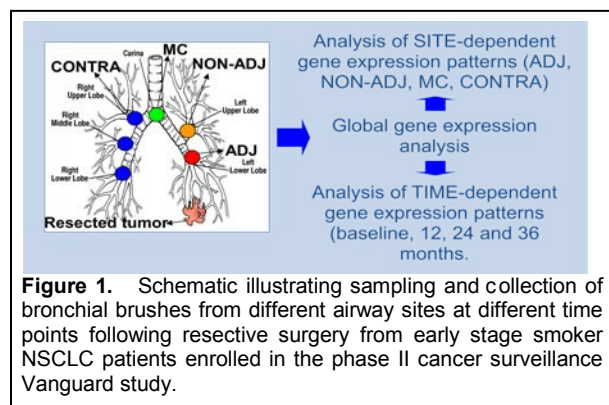 MC
Carina
CONTRA
NON-ADJ
Right
Upper Lobe
Left
Upper Lobe
Right
Middle Lobe
ADJ
Right
Lower Lobe
Left
Lower Lobe
Resected tumor
Analysis of SITE-dependent
gene expression patterns (ADJ,
NON-ADJ, MC, CONTRA)
Global gene expression
analysis
Analysis of TIME-dependent
gene expression patterns
(baseline, 12, 24 and 36
months.
Figure 1. Schematic illustrating sampling and collection of
bronchial brushes from different airway sites at different time
points following resective surgery from early stage smoker
NSCLC patients enrolled in the phase II cancer surveillance
Vanguard study.